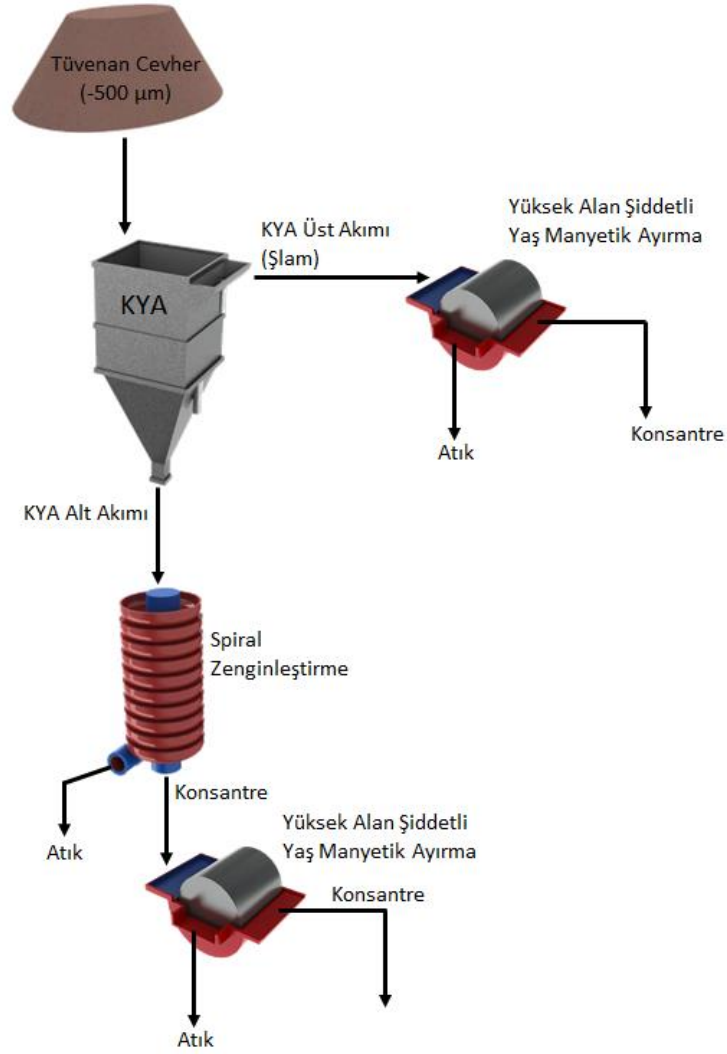 Tüvenan Cevher
(-500 µm)
KYA Üst Akımı
(Şlam)
Yüksek Alan Şiddetli
Yaş Manyetik Ayırma
KYA
Konsantre
Atık
KYA Alt Akımı
Spiral
Zenginleştirme
Konsantre
Atık
Yüksek Alan Şiddetli
Yaş Manyetik Ayırma
Konsantre
Atık